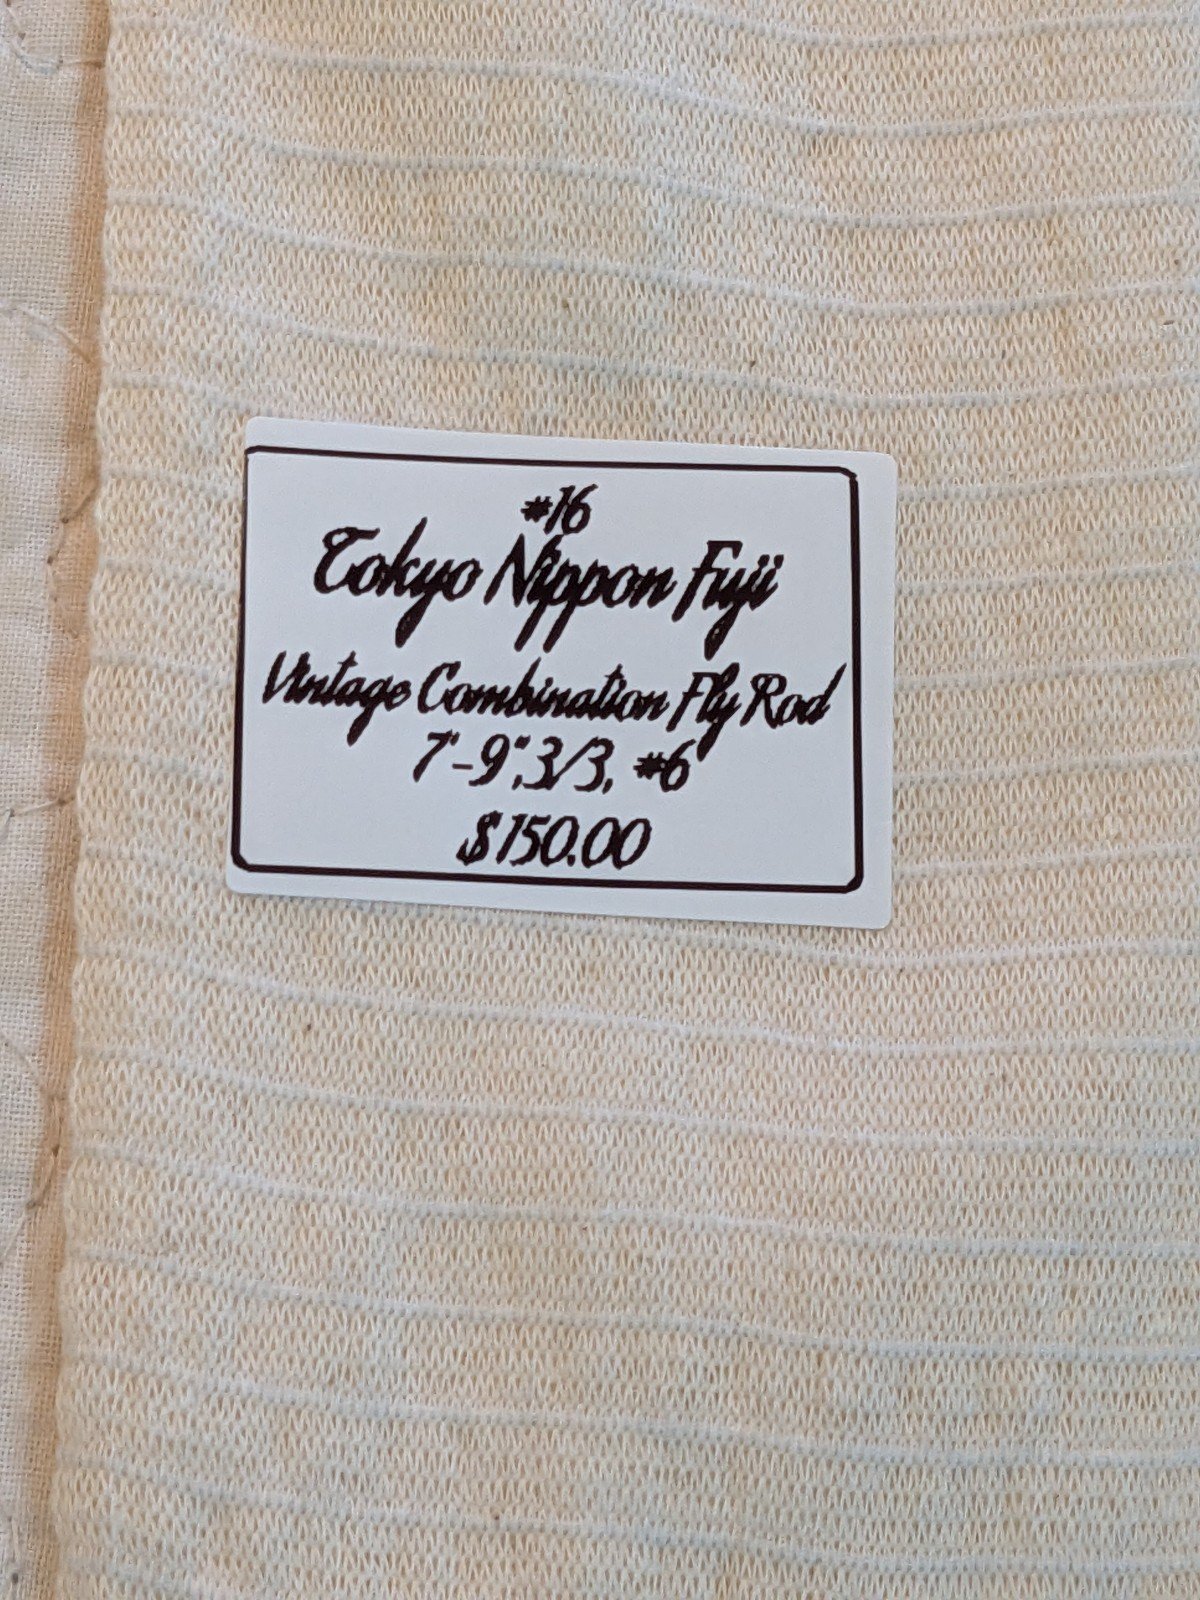 #16
Tokyo Nippon Fuji
Vintage Combination Fly Rod
7'-9",3/3, #6
$150.00